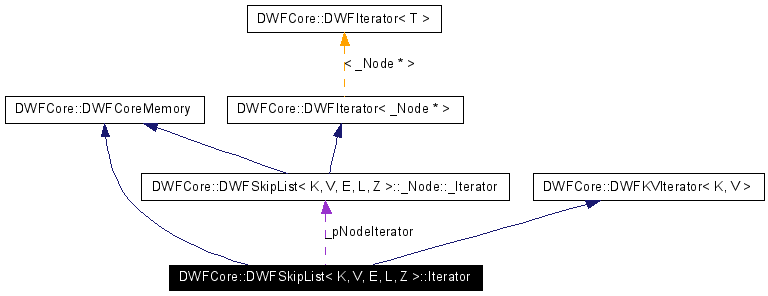 DWFCore::DWFIterator< T >
< _Node * >
DWFCore::DWFCoreMemory
DWFCore::DWFIterator< _Node * >
DWFCore::DWFSkipList< K, V, E, L, Z >::_Node::_Iterator
DWFCore::DWFKVIterator< K, V >
_pNodeIterator
DWFCore::DWFSkipList< K, V, E, L, Z >::Iterator